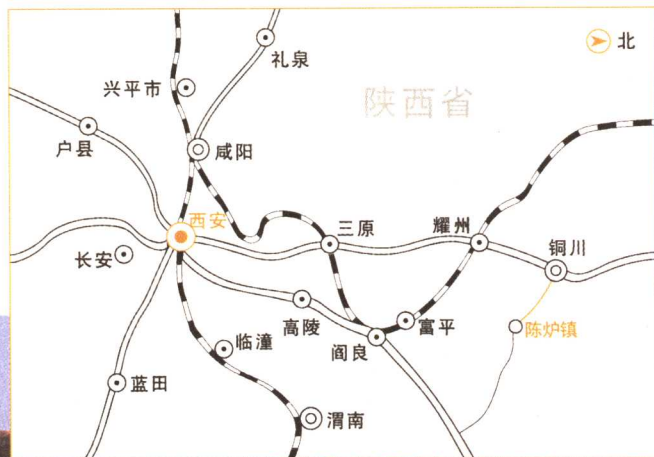 礼泉
北
兴平市
陕西省
户县
咸阳
西安
三原
耀州
长安
铜川
高陵
富平
陈炉镇
临潼
阎良
蓝田
渭南